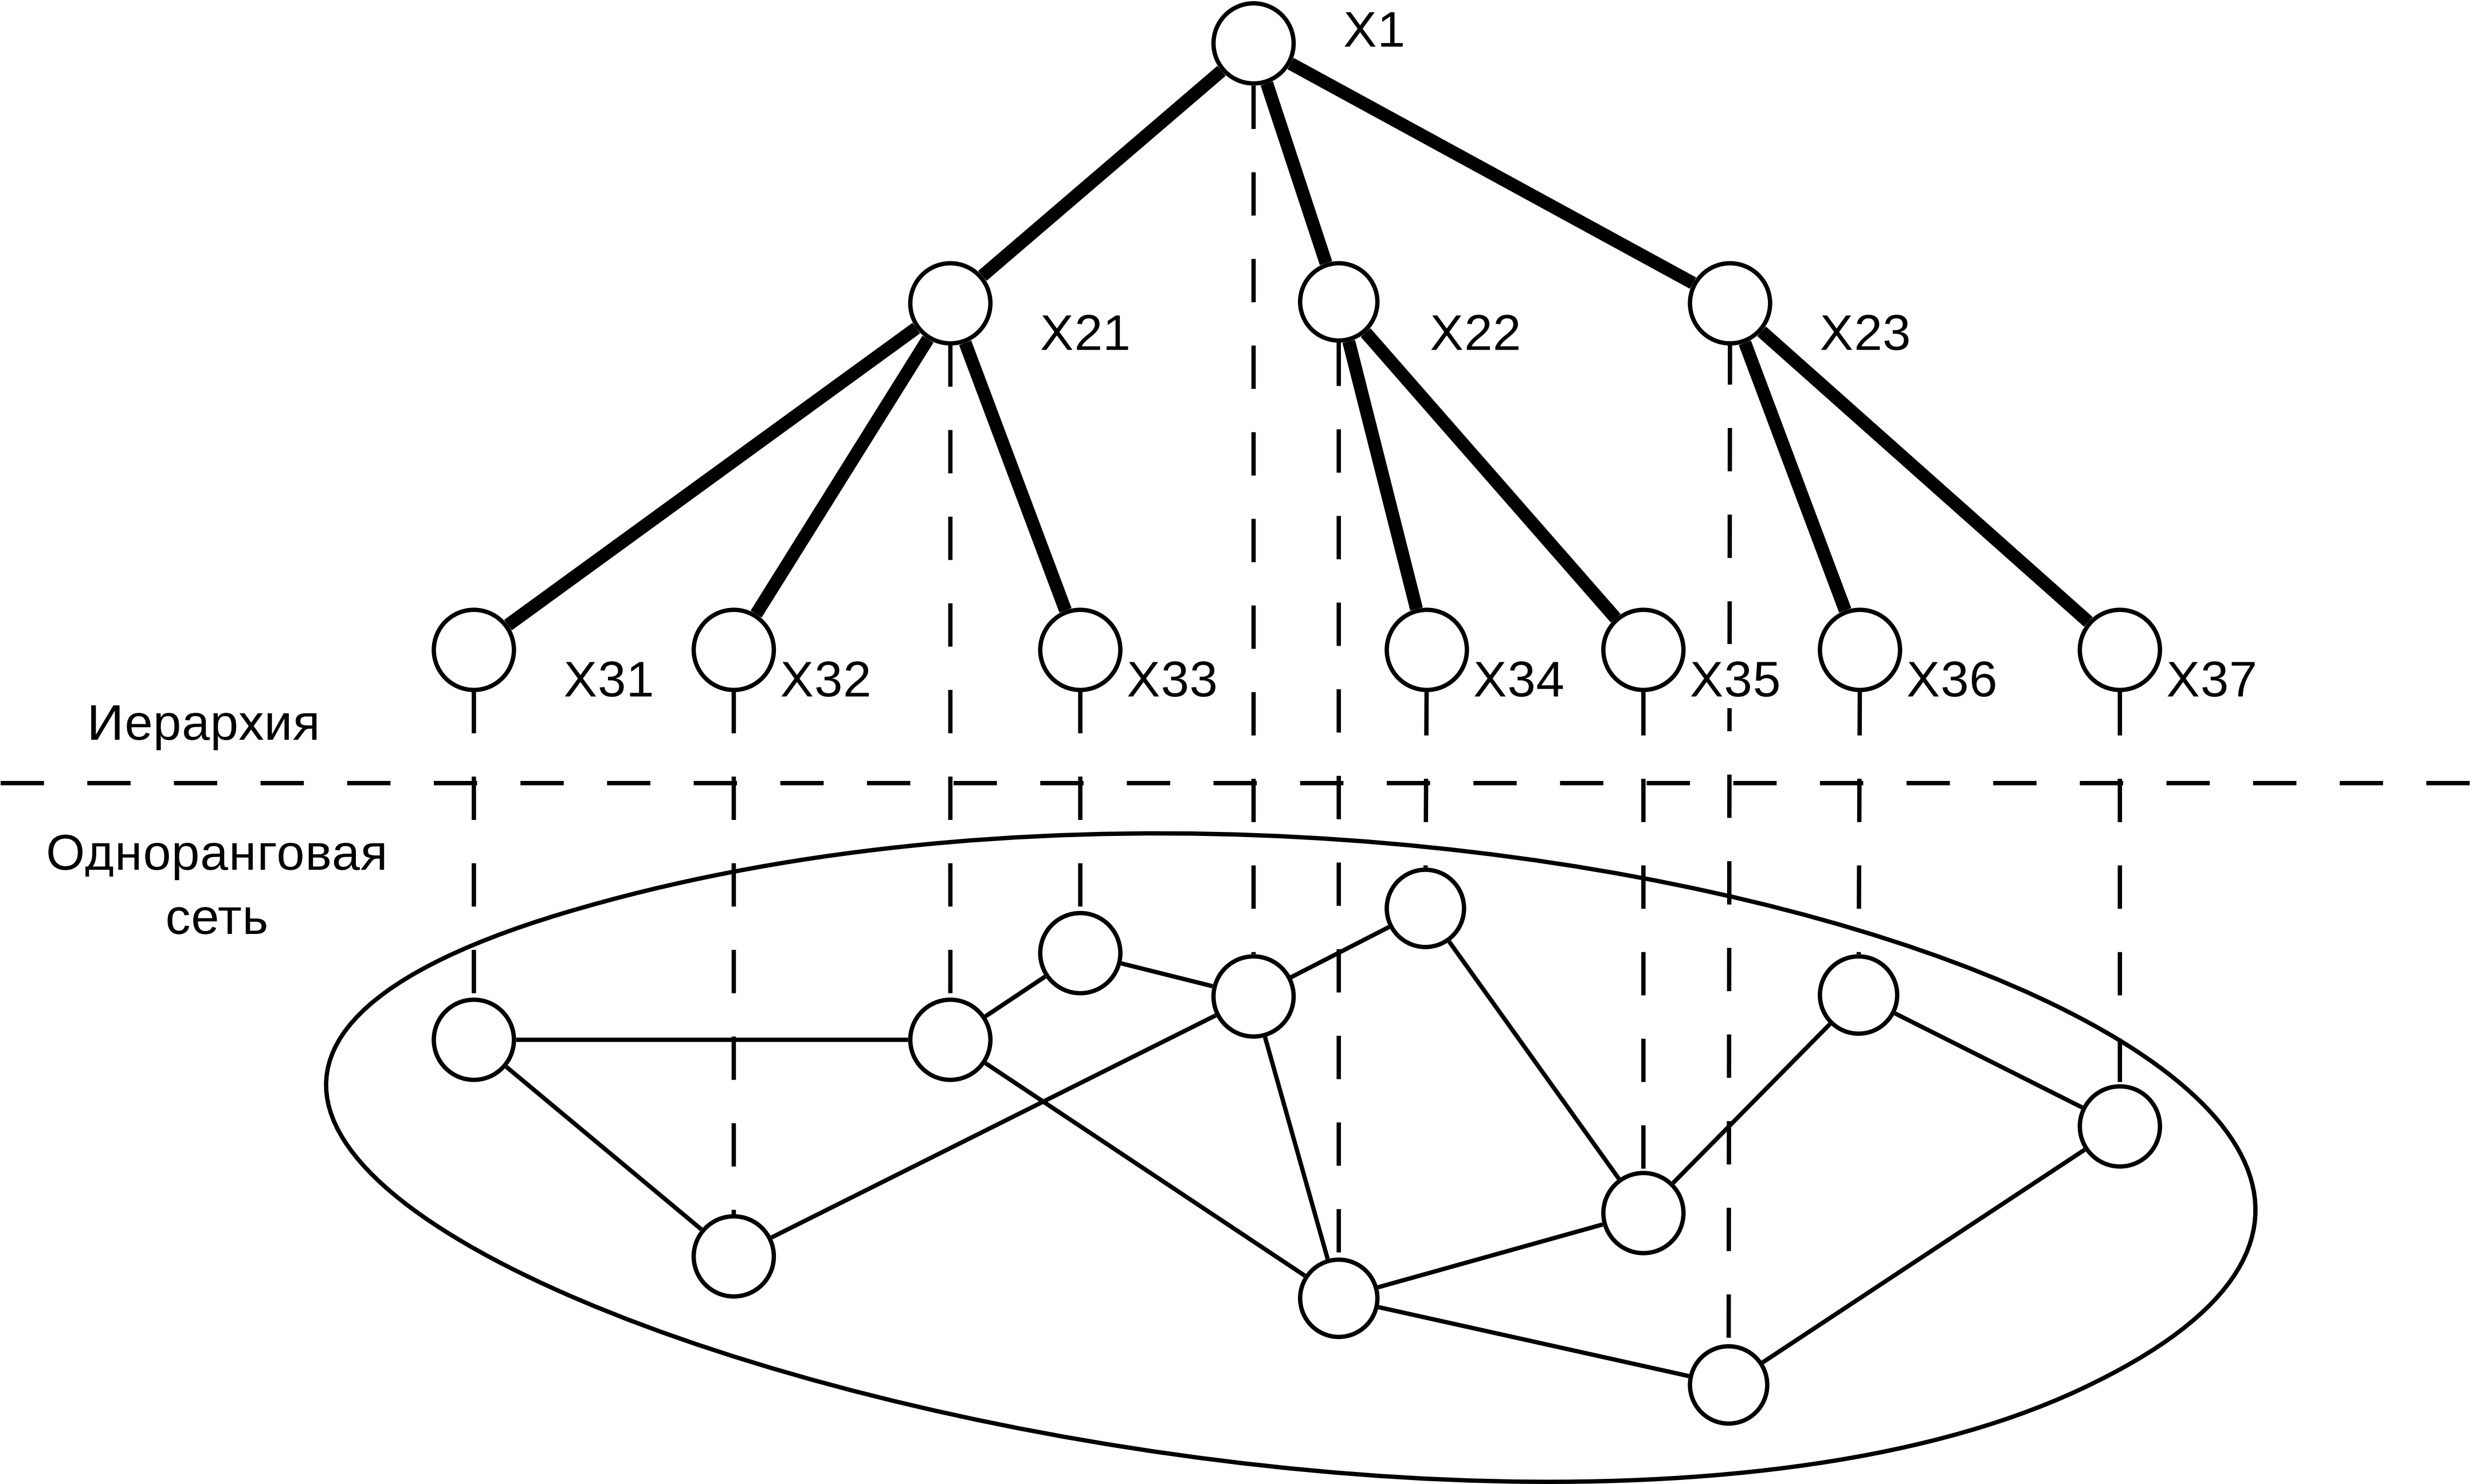 X1
X21
X22
X23
X31
X32
X33
X34
X35
X36
X37
Иерархия
Одноранговая
сеть